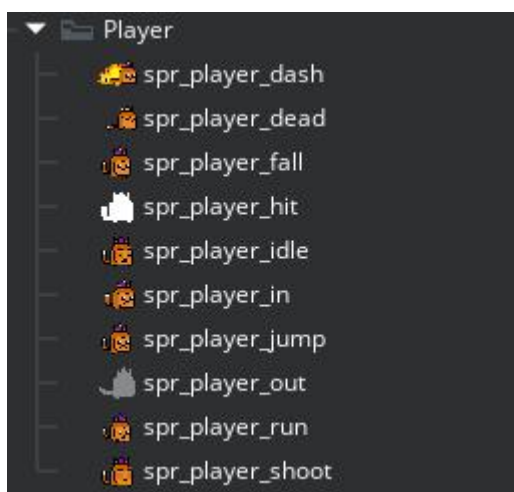 Player
spr_player_dash
spr_player_dead
spr_player_fall
spr_player_hit
spr_player_idle
spr_player_in
spr_player_jump
spr_player_out
spr_player_run
spr_player_shoot